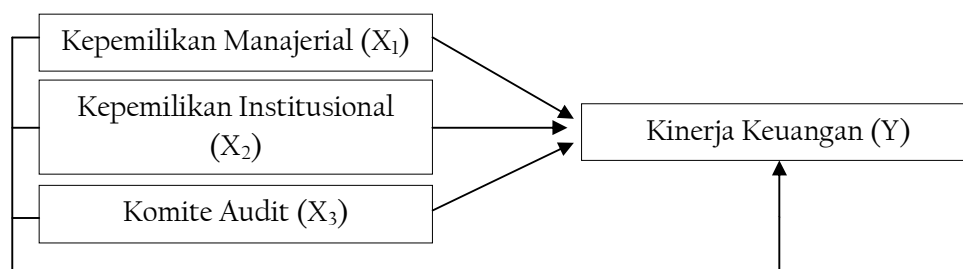 Kepemilikan Manajerial (X₁)
Kepemilikan Institusional
(X₂)
Kinerja Keuangan (Y)
Komite Audit (X₃)